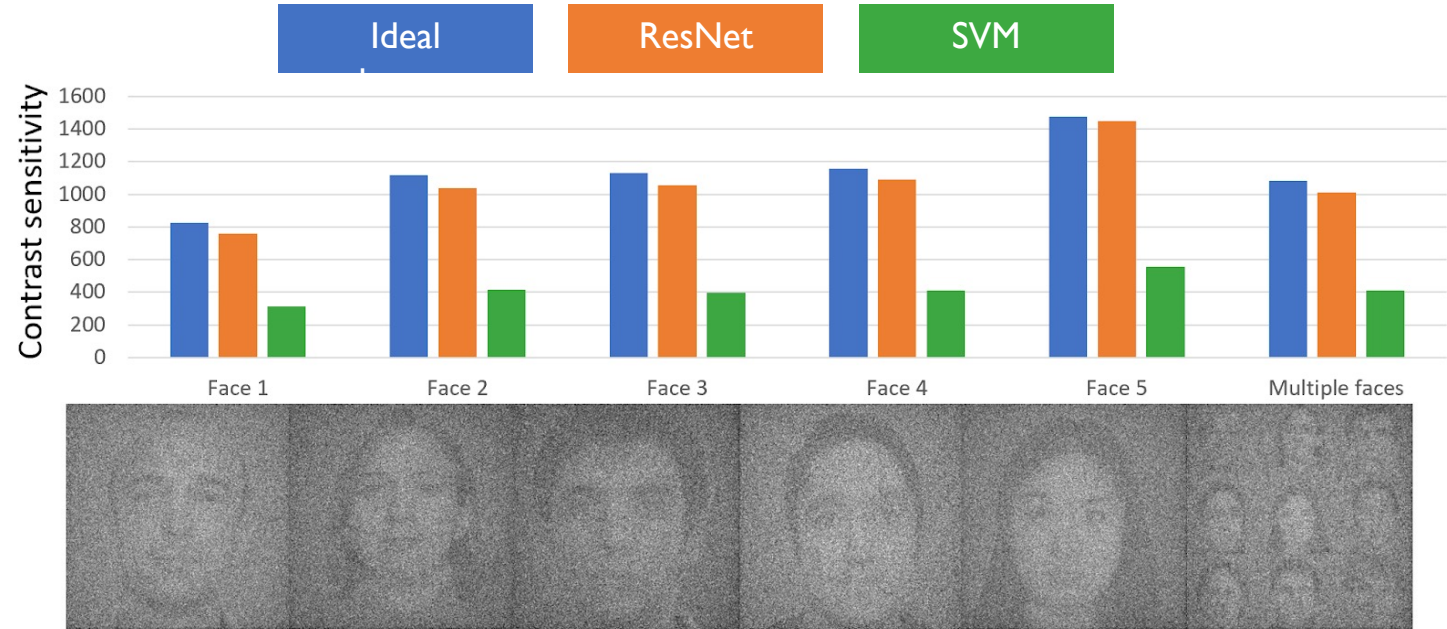 Ideal
ResNet
SVM
Contrast sensitivity
1600
1400
1200
1000
800
600
400
200
0
Face 1
Face 2
Face 3
Face 4
Face 5
Multiple faces